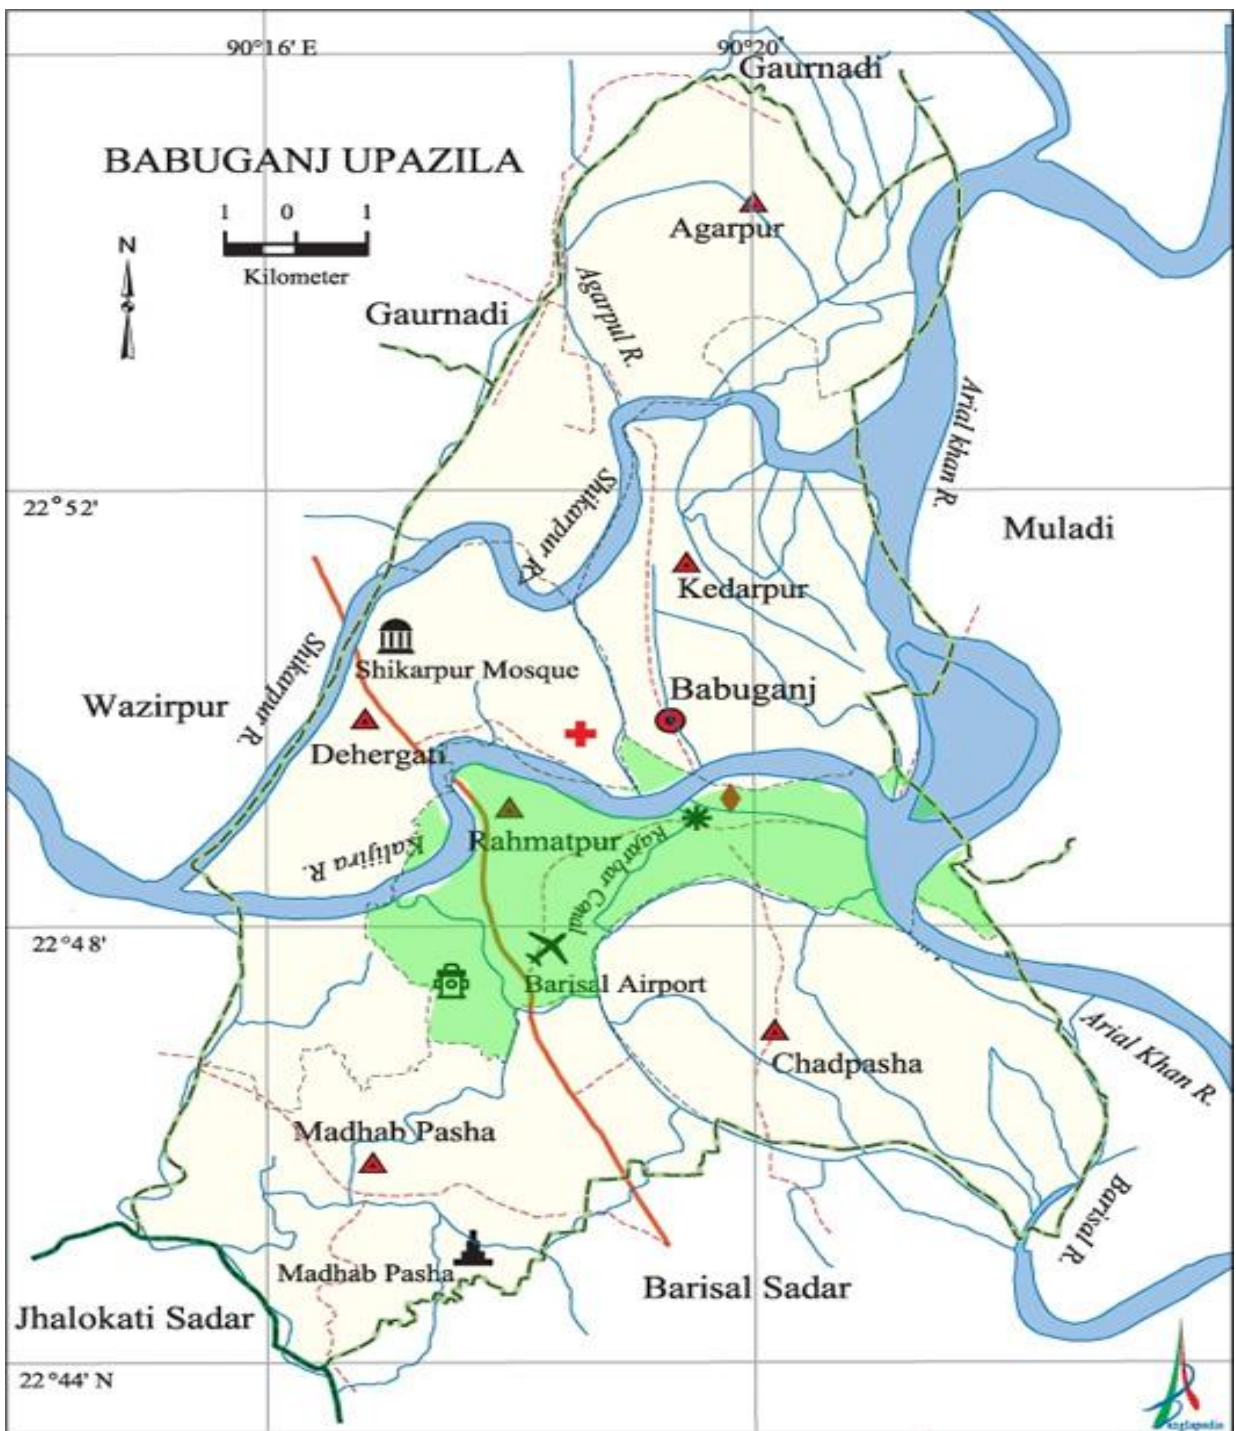 90°16' E
90°20'
Gaurnadi
BABUGANJ UPAZILA
1 0 1
Kilometer
N
Agarpur
Gaurnadi
Agarpul R.
Arial khan R.
22°52'
Shikarpur R.
Muladi
Kedarpur
Shikarpur Mosque
Shikarpur R.
Wazirpur
Babuganj
Dehergati
Rahmatpur
Kalijira R.
Canal
22°48'
Barisal Airport
Arial Khan R.
Chadpasha
Madhab Pasha
Barisal R.
Madhab Pasha
Barisal Sadar
Jhalokati Sadar
22°44' N